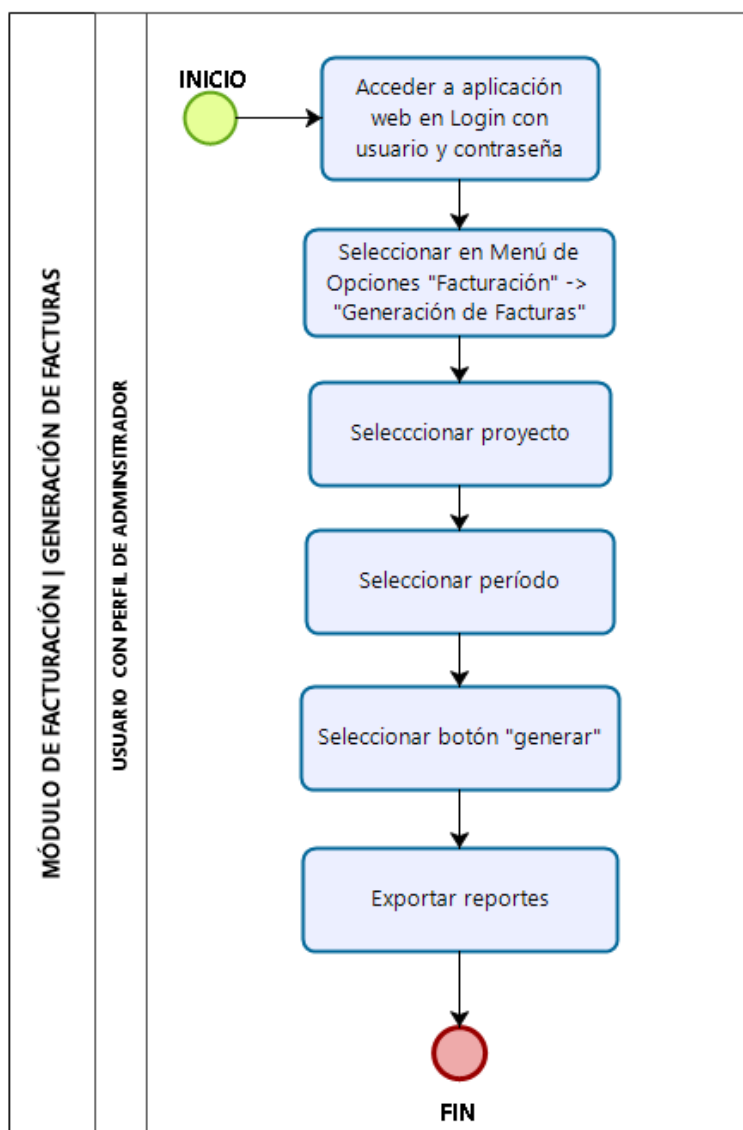 MÓDULO DE FACTURACIÓN | GENERACIÓN DE FACTURAS
USUARIO CON PERFIL DE ADMINSITRADOR
INICIO
Acceder a aplicación
web en Login con
usuario y contraseña
Seleccionar en Menú de
Opciones "Facturación" ->
"Generación de Facturas"
Selecccionar proyecto
Seleccionar período
Seleccionar botón "generar"
Exportar reportes
FIN